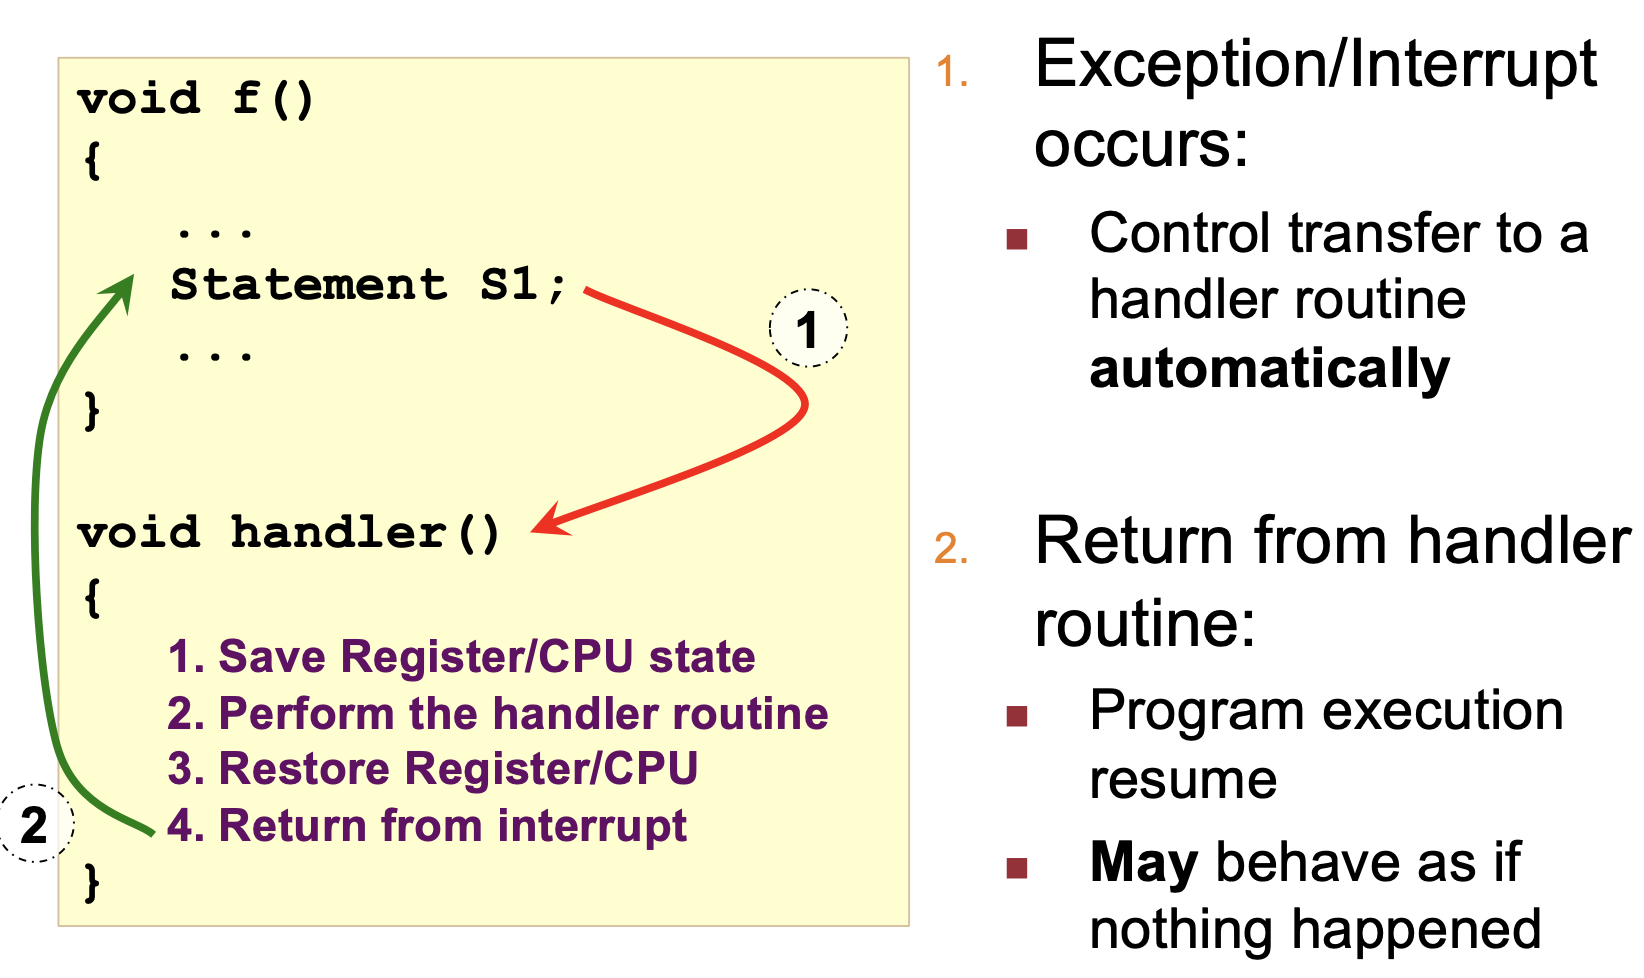 void f()
{
...
Statement S1;
...
}
1
void handler()
{
1. Save Register/CPU state
2. Perform the handler routine
3. Restore Register/CPU
4. Return from interrupt
2
}
1. Exception/Interrupt
occurs:
■ Control transfer to a
handler routine
automatically
2. Return from handler
routine:
■ Program execution
resume
■ May behave as if
nothing happened